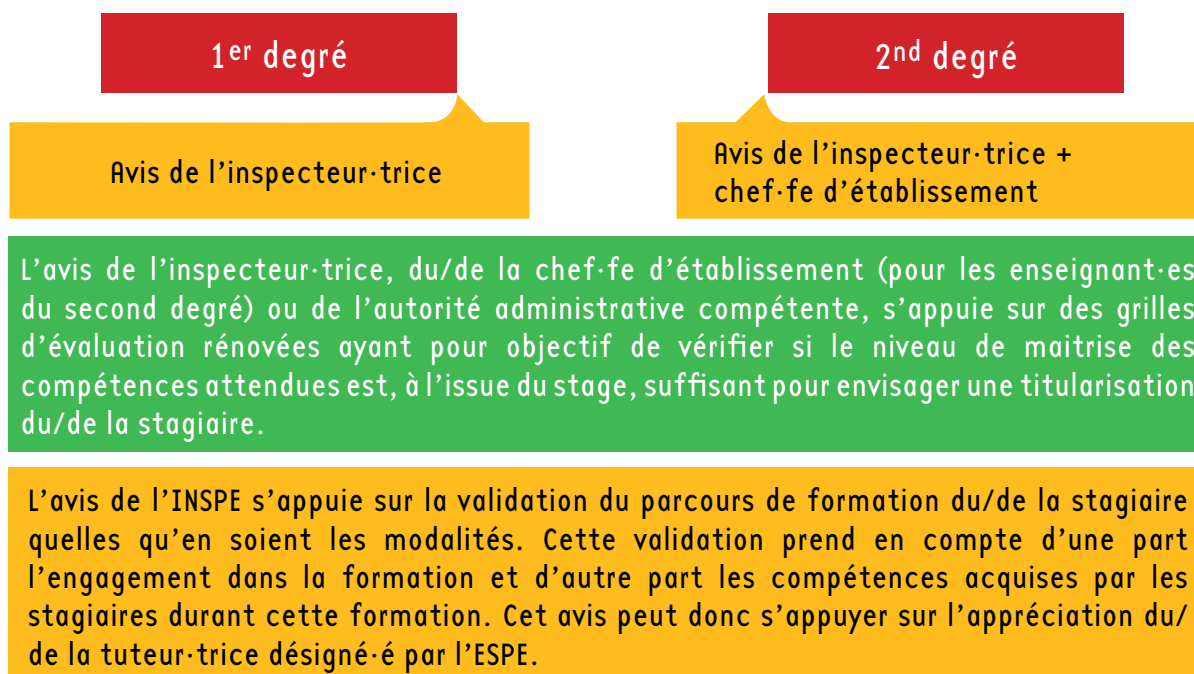 1er degré
2nd degré
Avis de l'inspecteur·trice
Avis de l'inspecteur·trice +
chef·fe d'établissement
L'avis de l'inspecteur·trice, du/de la chef·fe d'établissement (pour les enseignant·es
du second degré) ou de l'autorité administrative compétente, s'appuie sur des grilles
d'évaluation rénovées ayant pour objectif de vérifier si le niveau de maitrise des
compétences attendues est, à l'issue du stage, suffisant pour envisager une titularisation
du/de la stagiaire.
L'avis de l'INSPE s'appuie sur la validation du parcours de formation du/de la stagiaire
quelles qu'en soient les modalités. Cette validation prend en compte d'une part
l'engagement dans la formation et d'autre part les compétences acquises par les
stagiaires durant cette formation. Cet avis peut donc s'appuyer sur l'appréciation du/
de la tuteur·trice désigné·é par l'ESPE.